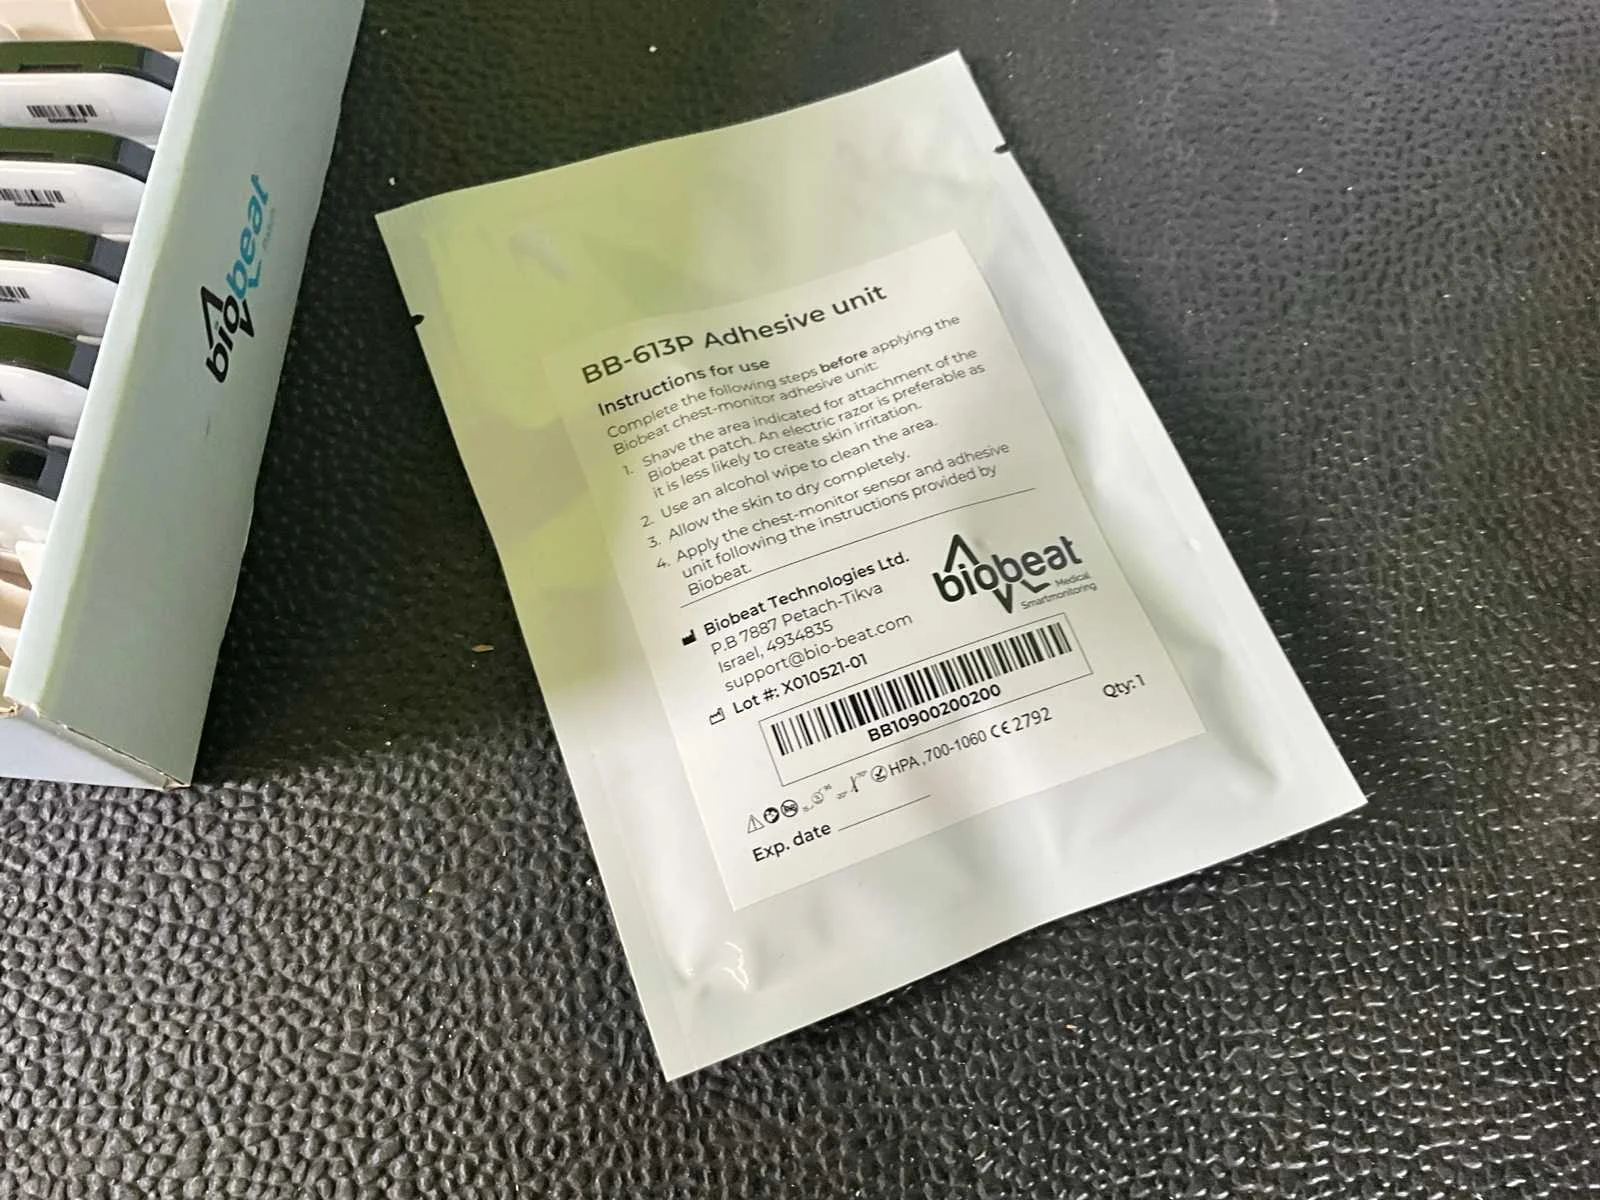 biobeat
BB-613P Adhesive unit
Instructions for use
Complete the following steps before applying the
Biobeat chest-monitor adhesive unit:
1. Shave the area indicated for attachment of the
Biobeat patch. An electric razor is preferable as
it is less likely to create skin irritation.
2. Use an alcohol wipe to clean the area.
3. Allow the skin to dry completely.
4. Apply the chest-monitor sensor and adhesive
unit following the instructions provided by
Biobeat.
Biobeat Technologies Ltd.
P.B 7887 Petach-Tikva
Israel, 4934835
support@bio-beat.com
Lot #: X010521-01
biobeat
Medical
Smartmonitoring
BB10900200200
Qty: 1
HPA ,700-1060 CE 2792
Exp. date